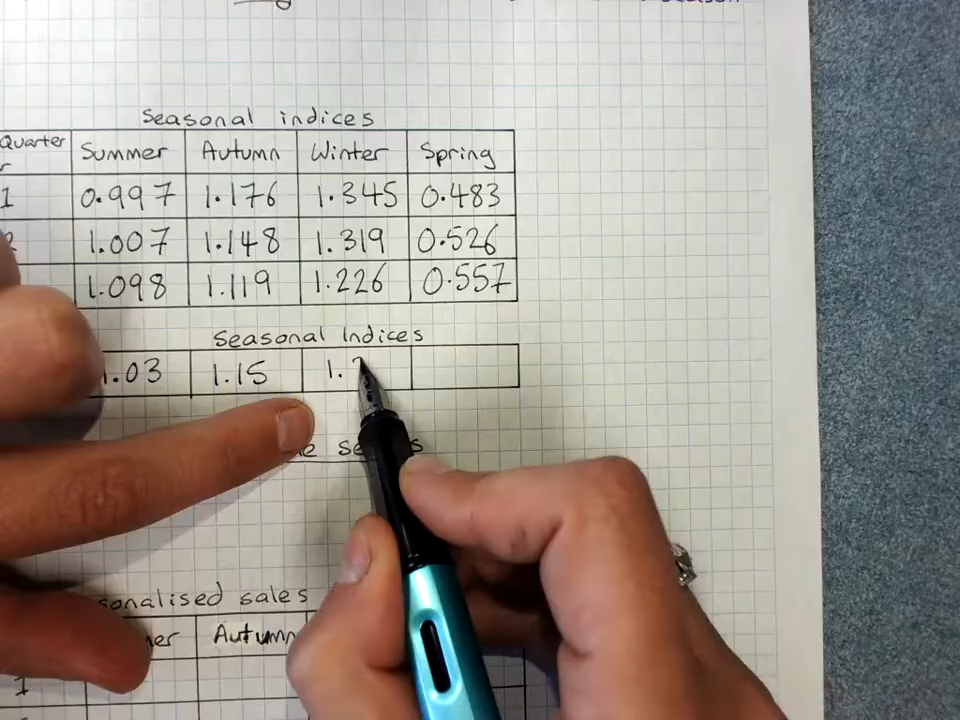 Seasonal indices
Quarter Summer Autumn Winter Spring
1 0.997 1.176 1.345 0.483
2 1.007 1.148 1.319 0.526
1.098 1.119 1.226 0.557
Seasonal Indices
1.03 1.15 1.
Autumn
1
sales